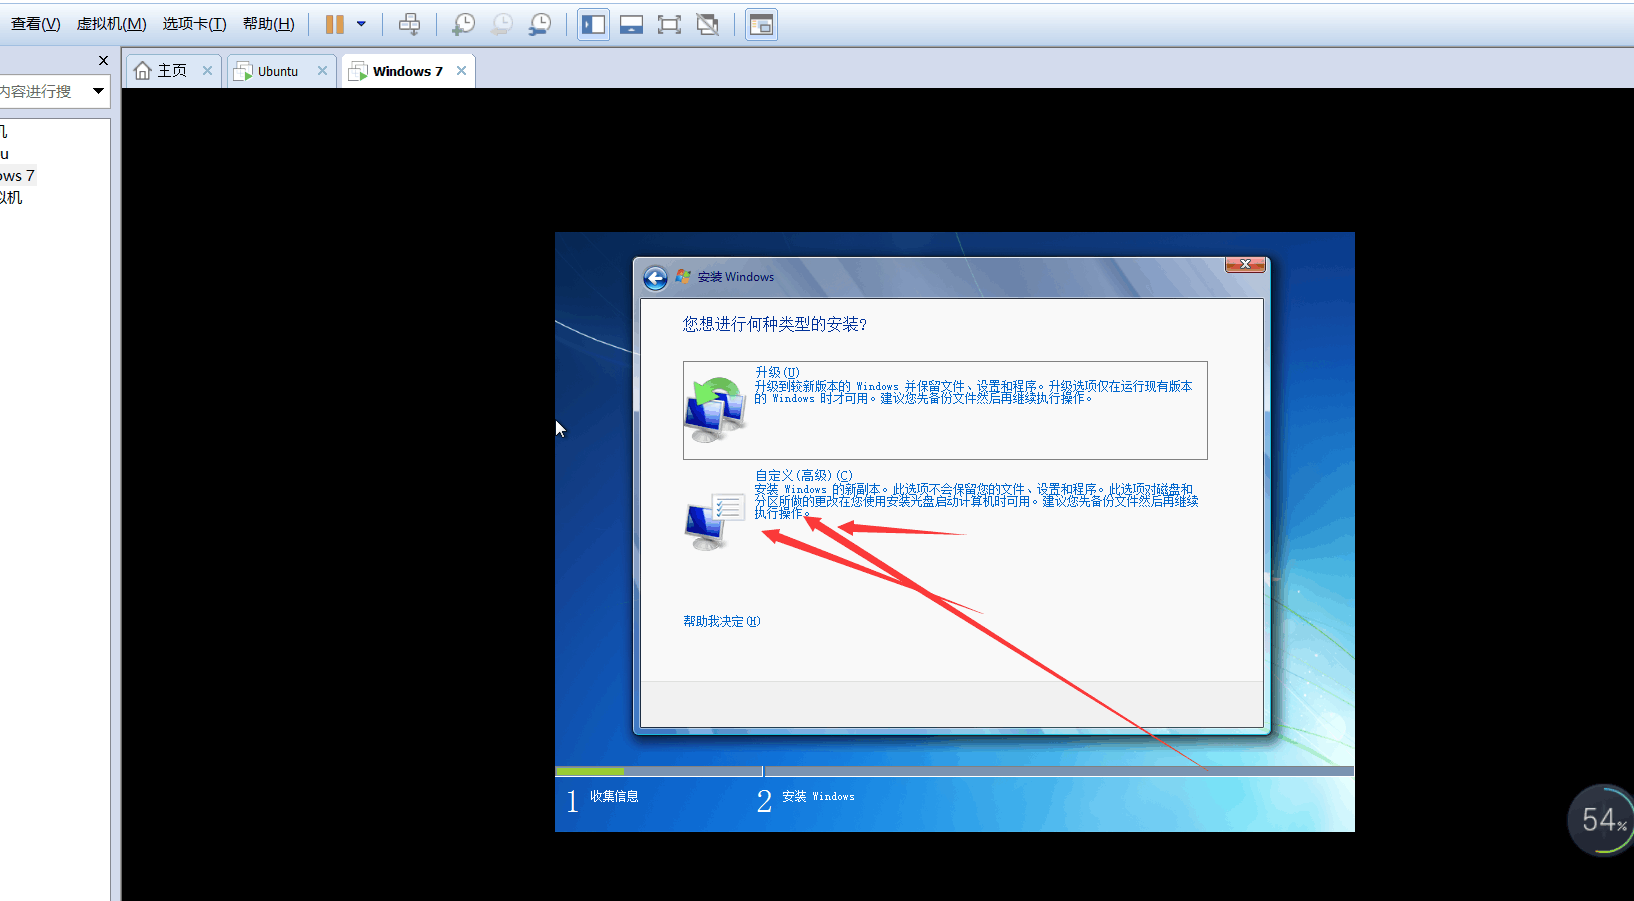 查看(V) 虚拟机(M) 选项卡(T) 帮助(H)
主页 Ubuntu Windows 7
内容进行搜
机
u
ows 7
拟机
安装 Windows
您想进行何种类型的安装?
升级(U)
升级到较新版本的 Windows 并保留文件、设置和程序。升级选项仅在运行现有版本
的 Windows 时才可用。建议您先备份文件然后再继续执行操作。
自定义(高级)(C)
安装 Windows 的新副本。此选项不会保留您的文件、设置和程序。此选项对磁盘和
分区所做的更改在您使用安装光盘启动计算机时可用。建议您先备份文件然后再继续
执行操作。
帮助我决定(H)
1 收集信息 2 安装 Windows
54%